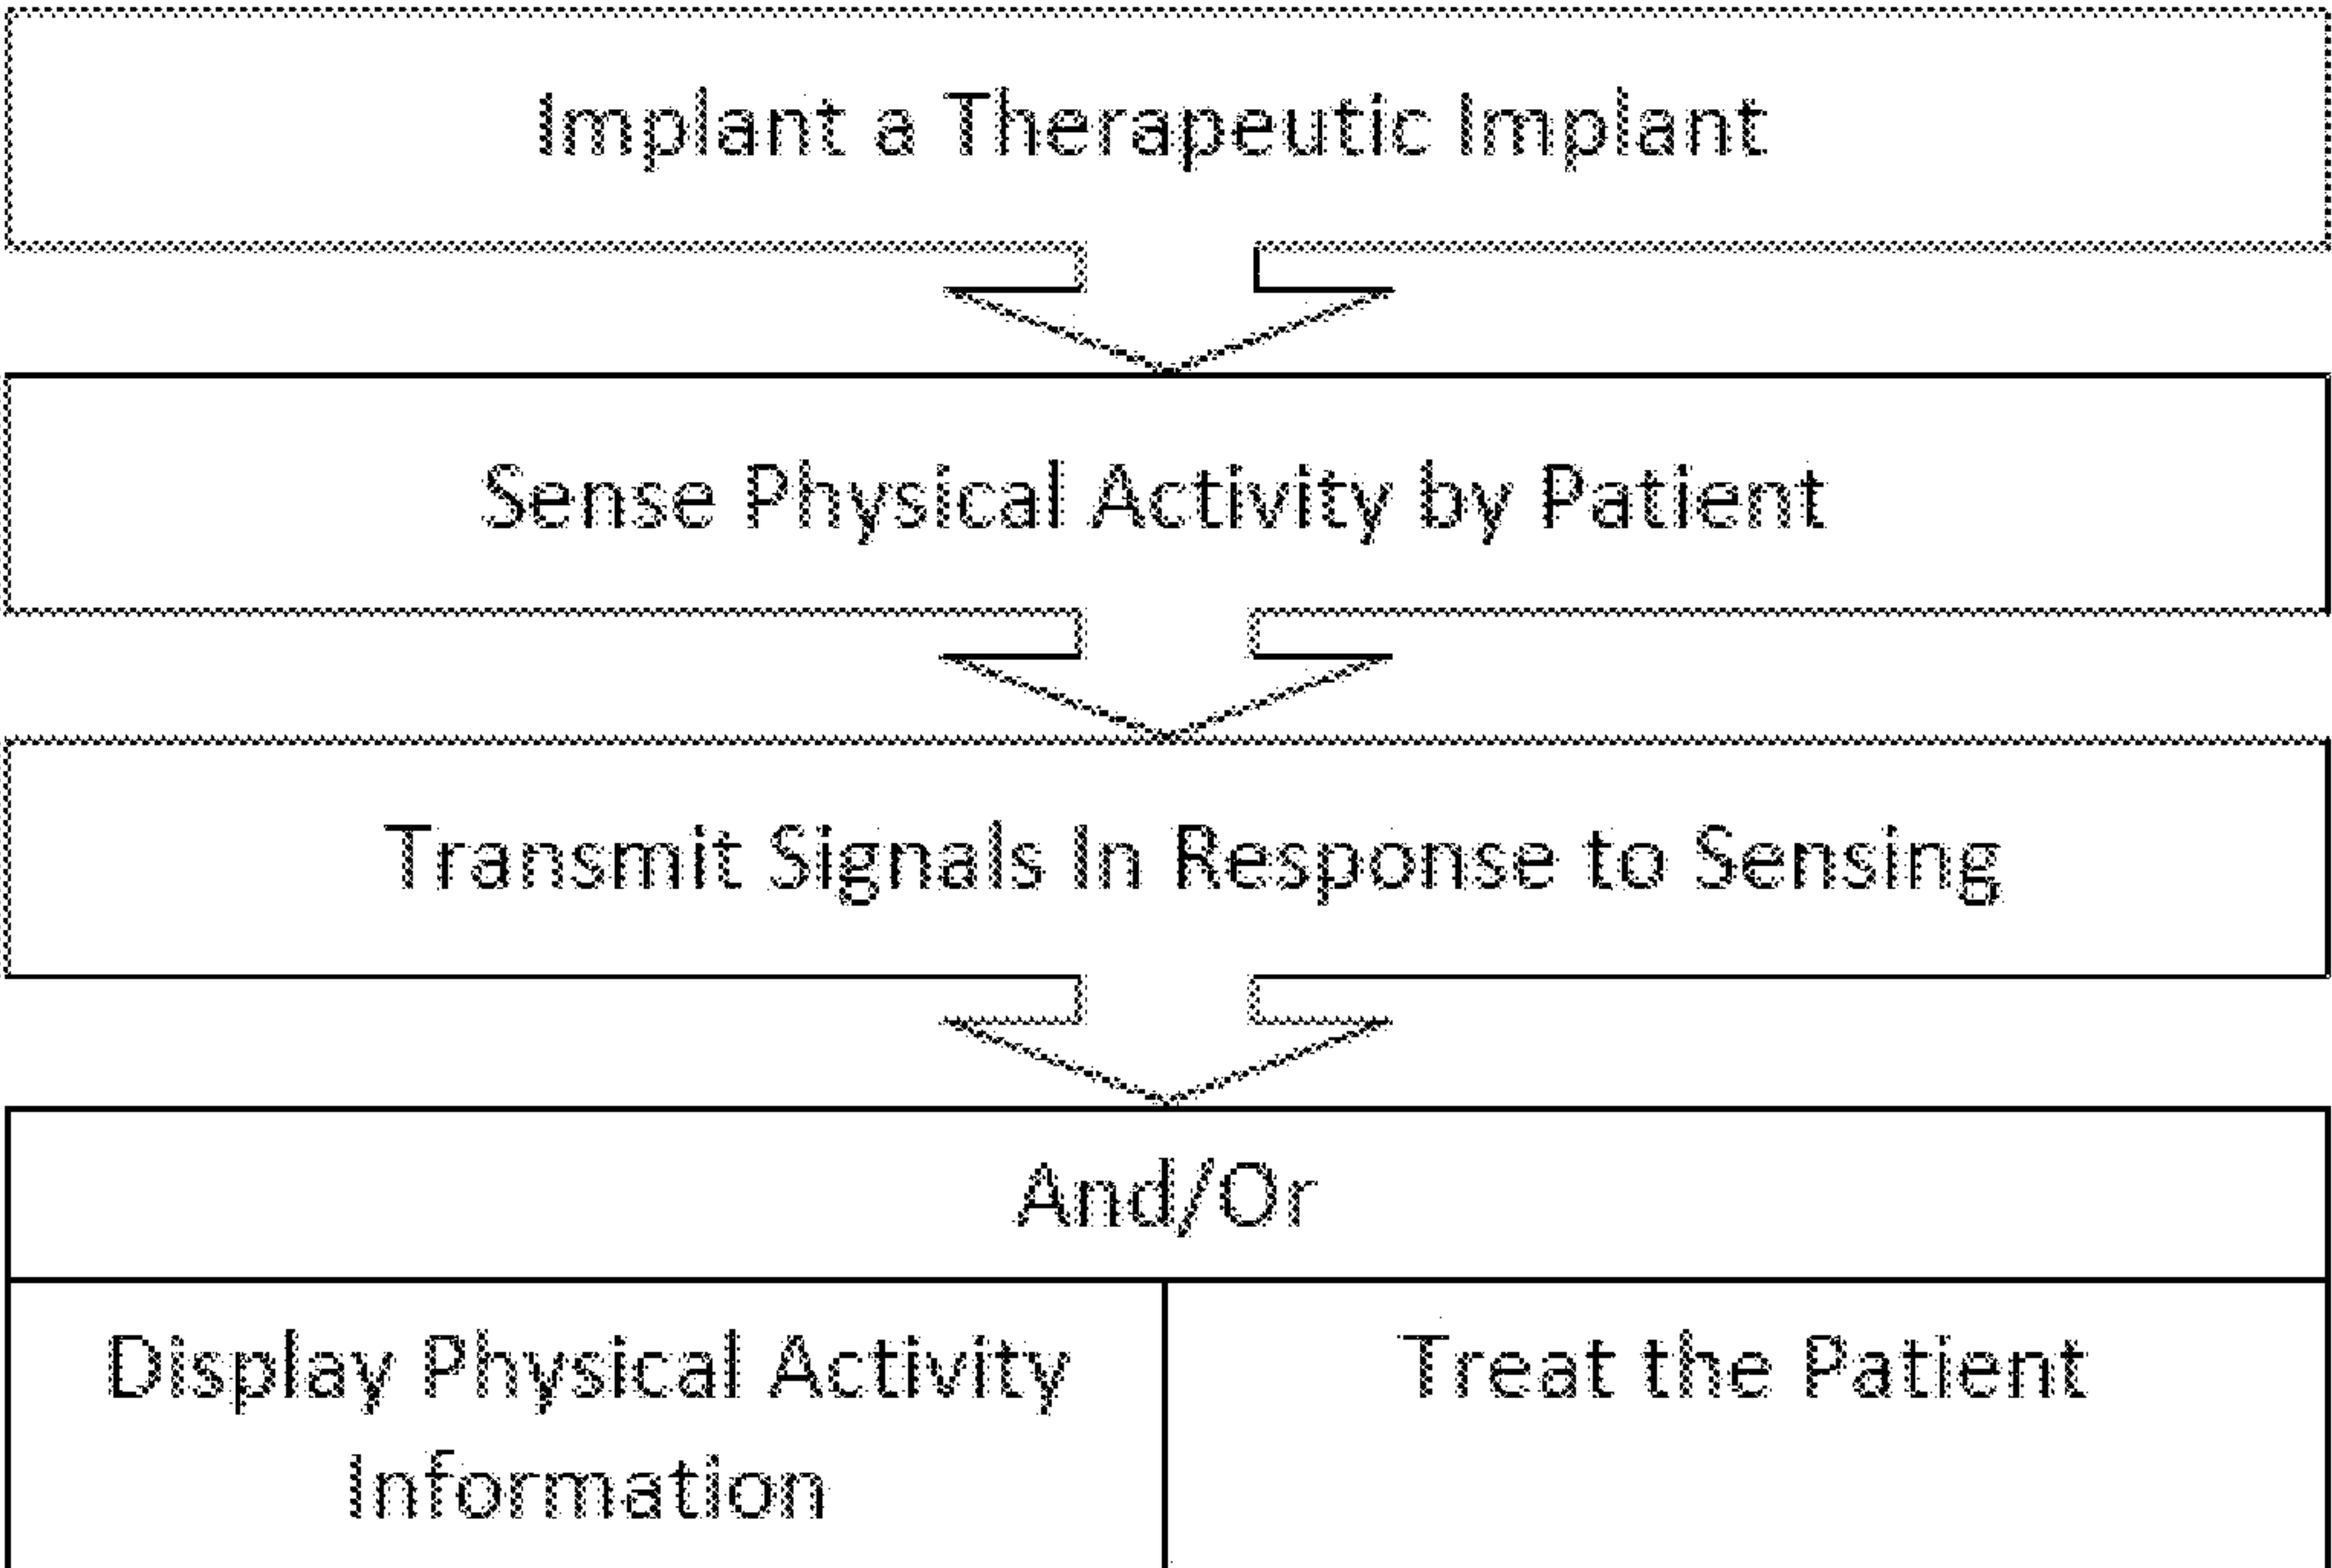 Implant a Therapeutic Implant
Sense Physical Activity by Patient
Transmit Signals In Response to Sensing
And/Or
Display Physical Activity
Information
Treat the Patient